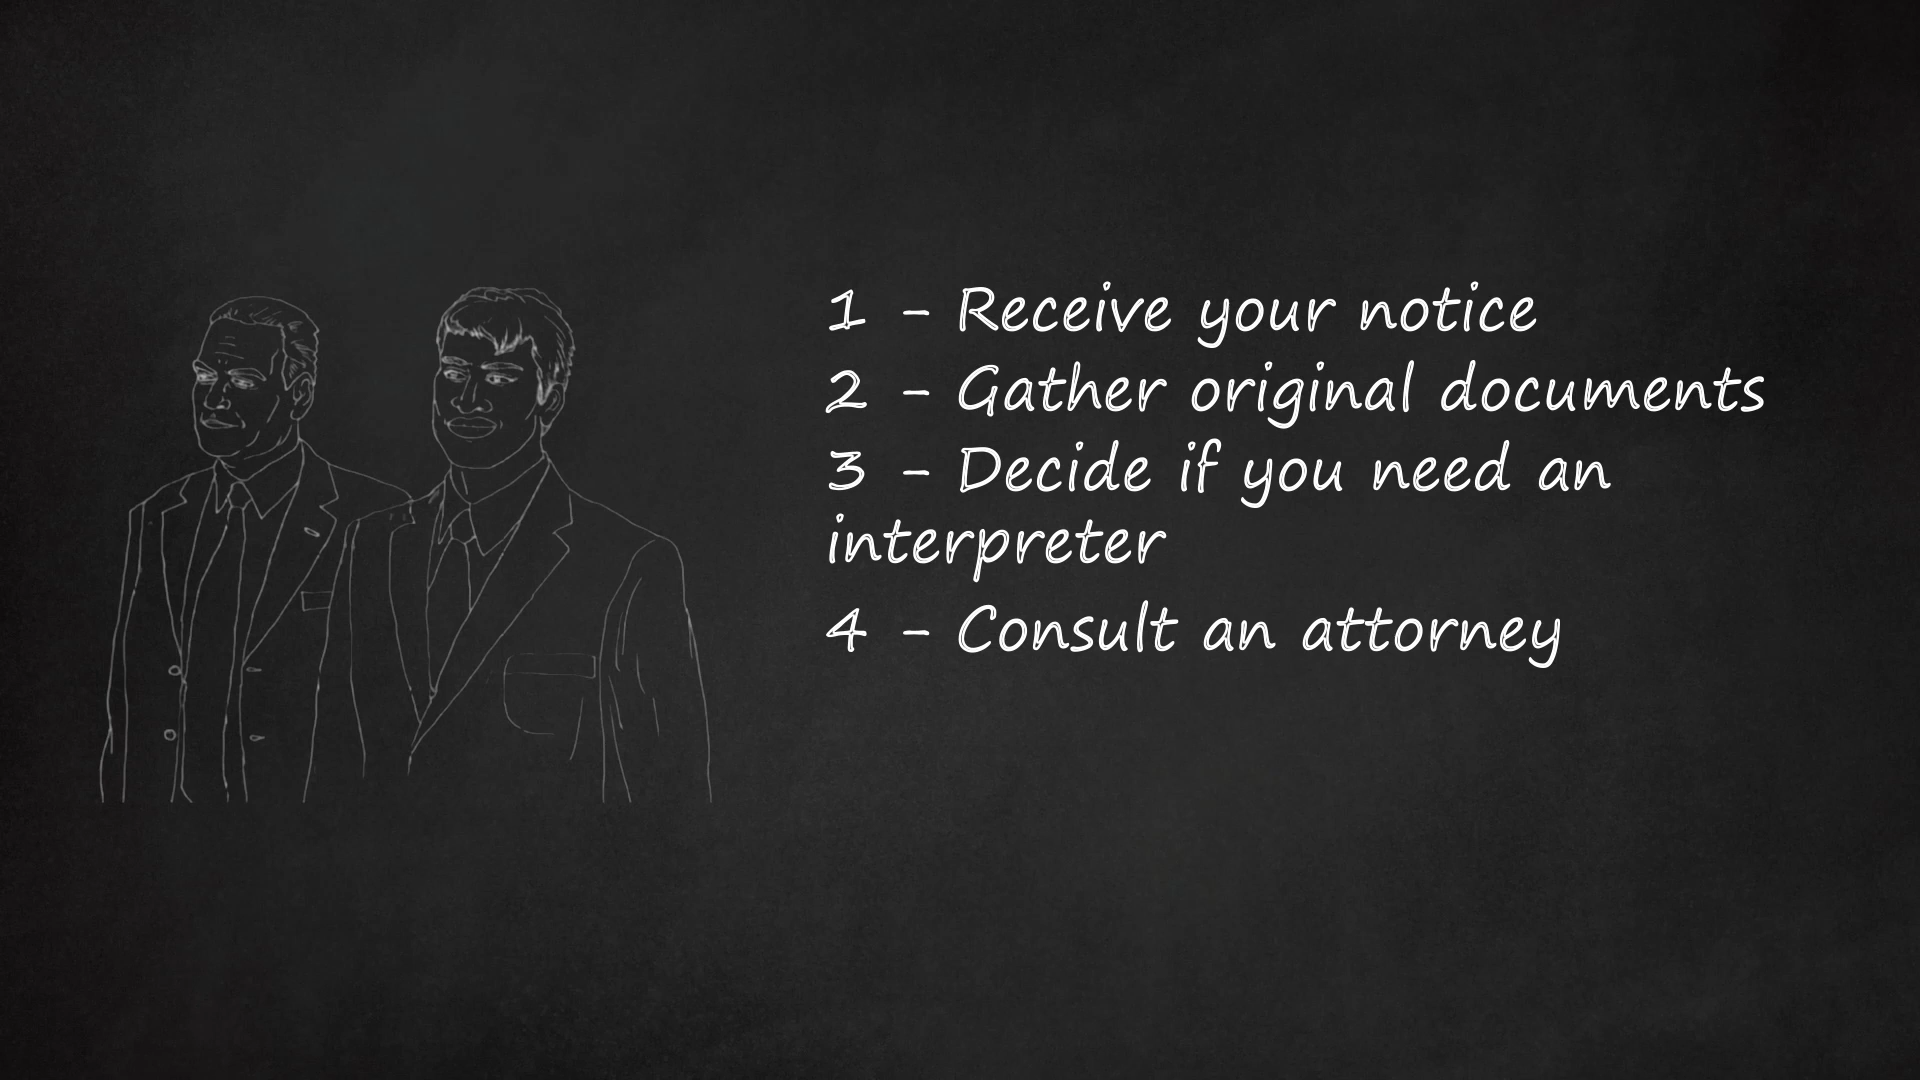 1 - Receive your notice
2 - Gather original documents
3 - Decide if you need an
interpreter
4 - Consult an attorney